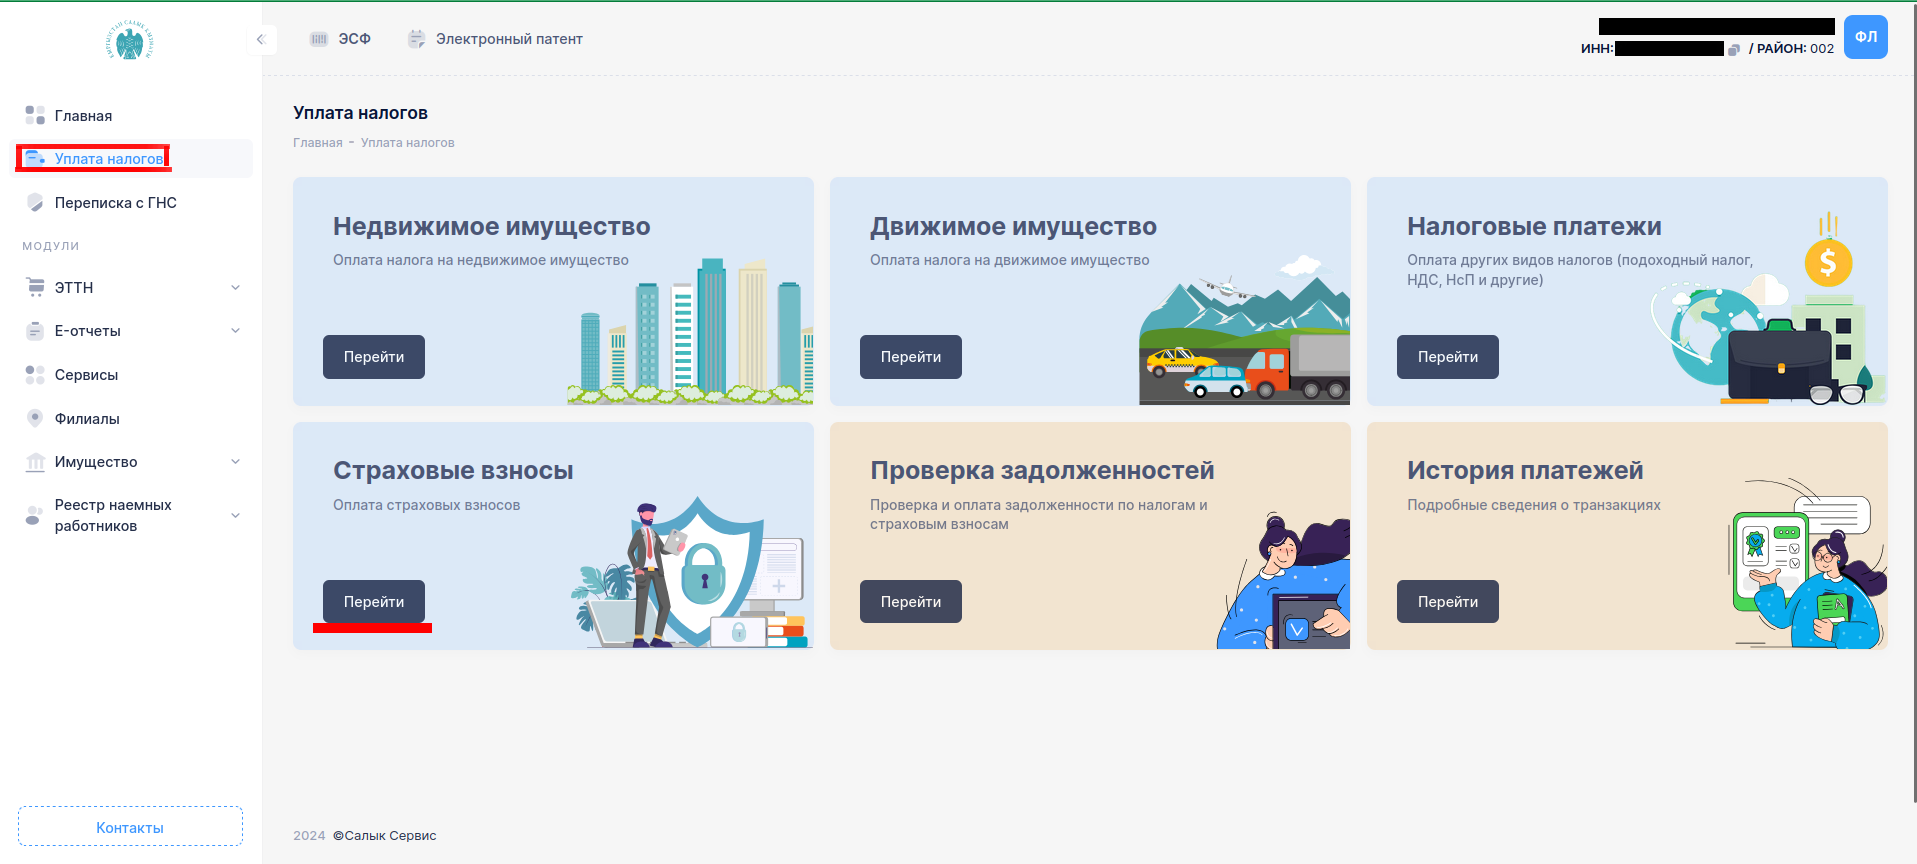 ЭСФ
Электронный патент
ИНН:
/ РАЙОН: 002
ФЛ
Главная
Уплата налогов
Переписка с ГНС
МОДУЛИ
ЭТТН
Е-отчеты
Сервисы
Филиалы
Имущество
Реестр наемных
работников
Контакты
Уплата налогов
Главная - Уплата налогов
Недвижимое имущество
Оплата налога на недвижимое имущество
Перейти
Движимое имущество
Оплата налога на движимое имущество
Перейти
Налоговые платежи
Оплата других видов налогов (подоходный налог,
НДС, НсП и другие)
Перейти
Страховые взносы
Оплата страховых взносов
Перейти
Проверка задолженностей
Проверка и оплата задолженности по налогам и
страховым взносам
Перейти
История платежей
Подробные сведения о транзакциях
Перейти
2024 ©Салык Сервис